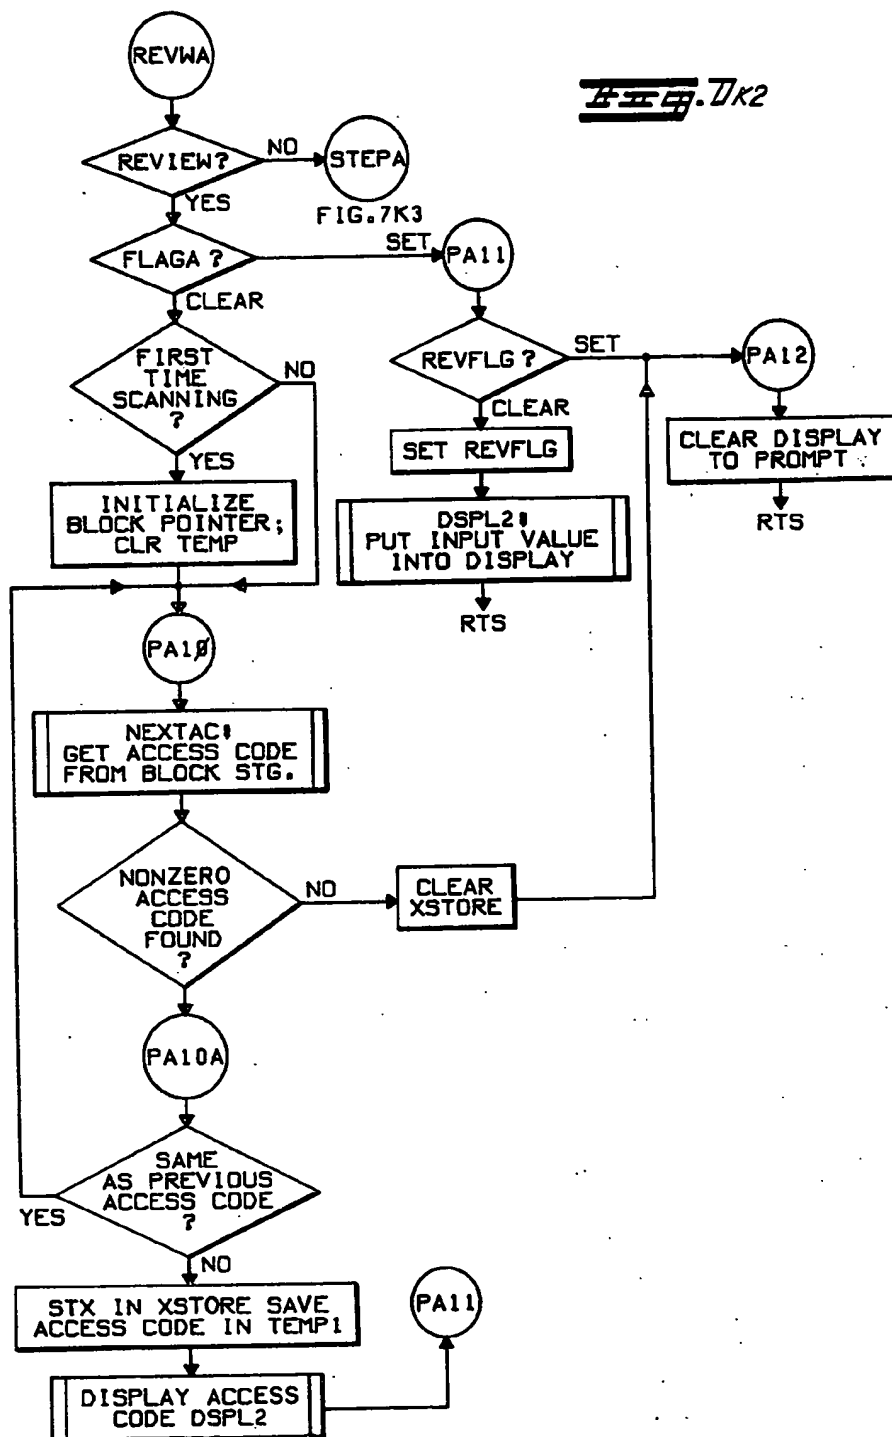 REVWA
Fig. 7K2
REVIEW?
NO
STEPA
YES
FIG.7K3
FLAGA?
SET
PA11
CLEAR
FIRST
TIME
SCANNING
?
NO
REVFLG?
SET
PA12
CLEAR
YES
SET REVFLG
CLEAR DISPLAY
TO PROMPT
INITIALIZE
BLOCK POINTER;
CLR TEMP
DSPL2:
PUT INPUT VALUE
INTO DISPLAY
RTS
RTS
PA10
NEXTAC:
GET ACCESS CODE
FROM BLOCK STG.
NONZERO
ACCESS
CODE
FOUND
?
NO
CLEAR
XSTORE
PA10A
SAME
AS PREVIOUS
ACCESS CODE
?
YES
NO
STX IN XSTORE SAVE
ACCESS CODE IN TEMP1
PA11
DISPLAY ACCESS
CODE DSPL2